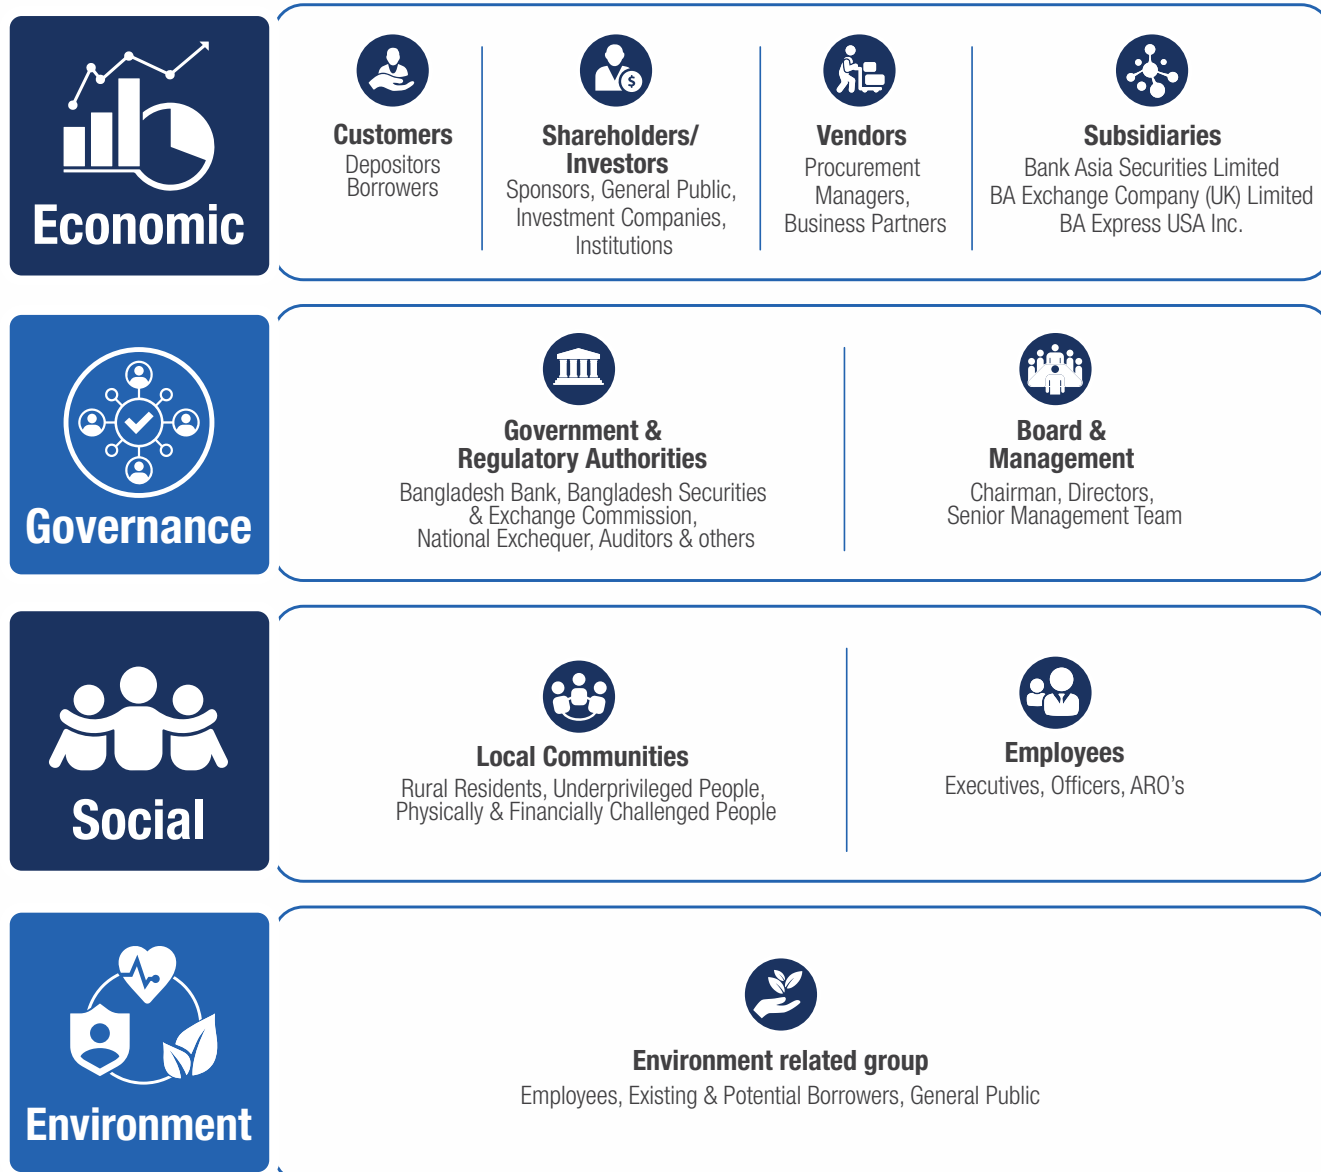 Economic
Customers
Depositors
Borrowers
Shareholders/
Investors
Sponsors, General Public,
Investment Companies,
Institutions
Vendors
Procurement
Managers,
Business Partners
Subsidiaries
Bank Asia Securities Limited
BA Exchange Company (UK) Limited
BA Express USA Inc.
Governance
Government &
Regulatory Authorities
Bangladesh Bank, Bangladesh Securities
& Exchange Commission,
National Exchequer, Auditors & others
Board &
Management
Chairman, Directors,
Senior Management Team
Social
Local Communities
Rural Residents, Underprivileged People,
Physically & Financially Challenged People
Employees
Executives, Officers, ARO's
Environment
Environment related group
Employees, Existing & Potential Borrowers, General Public